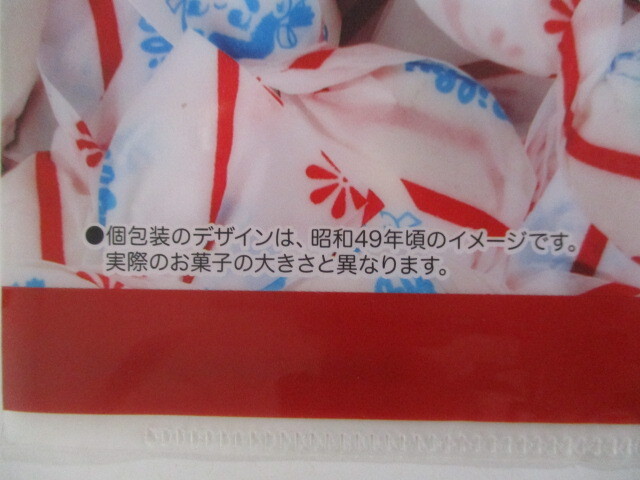 ●個包装のデザインは、昭和49年頃のイメージです。
実際のお菓子の大きさと異なります。